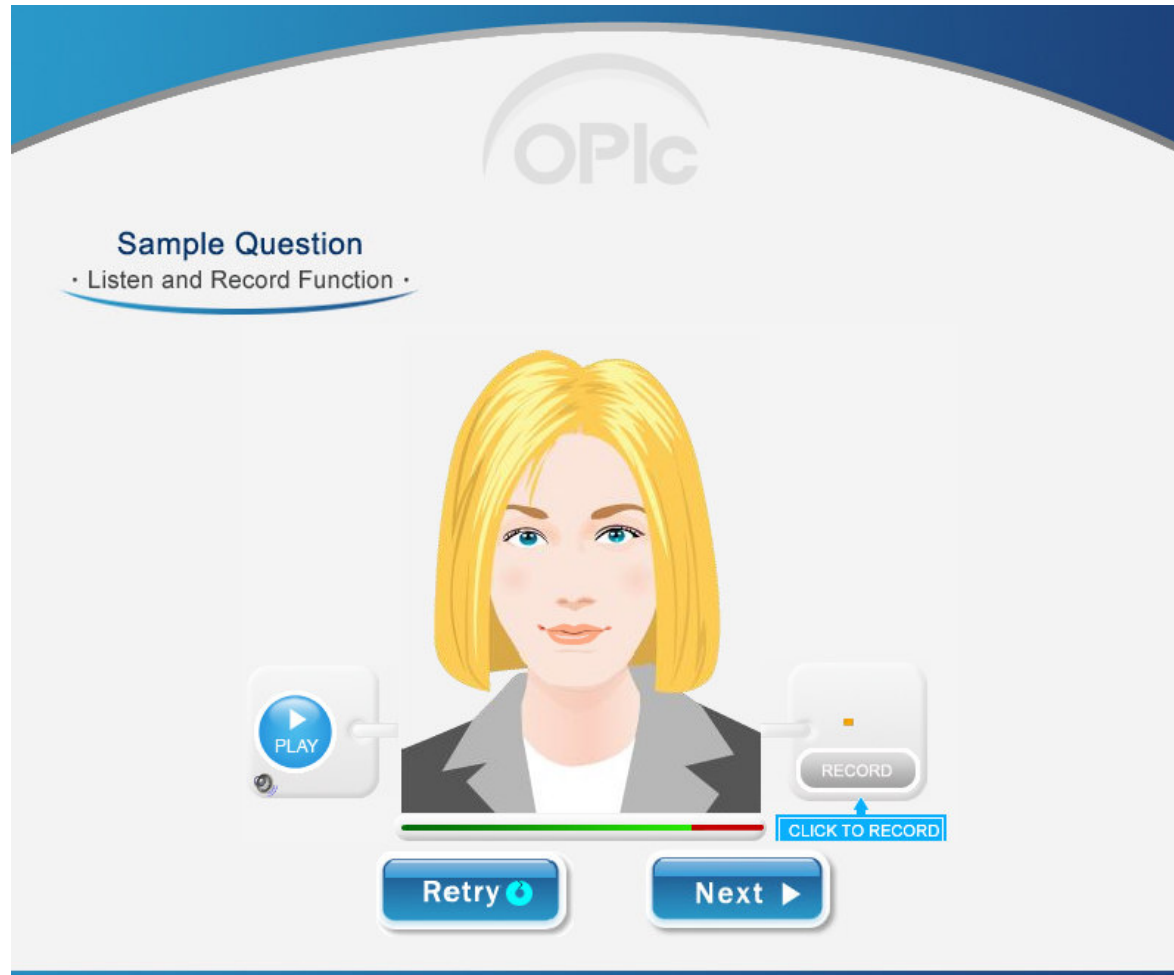 OPIc
Sample Question
· Listen and Record Function ·
PLAY
RECORD
CLICK TO RECORD
Retry
Next